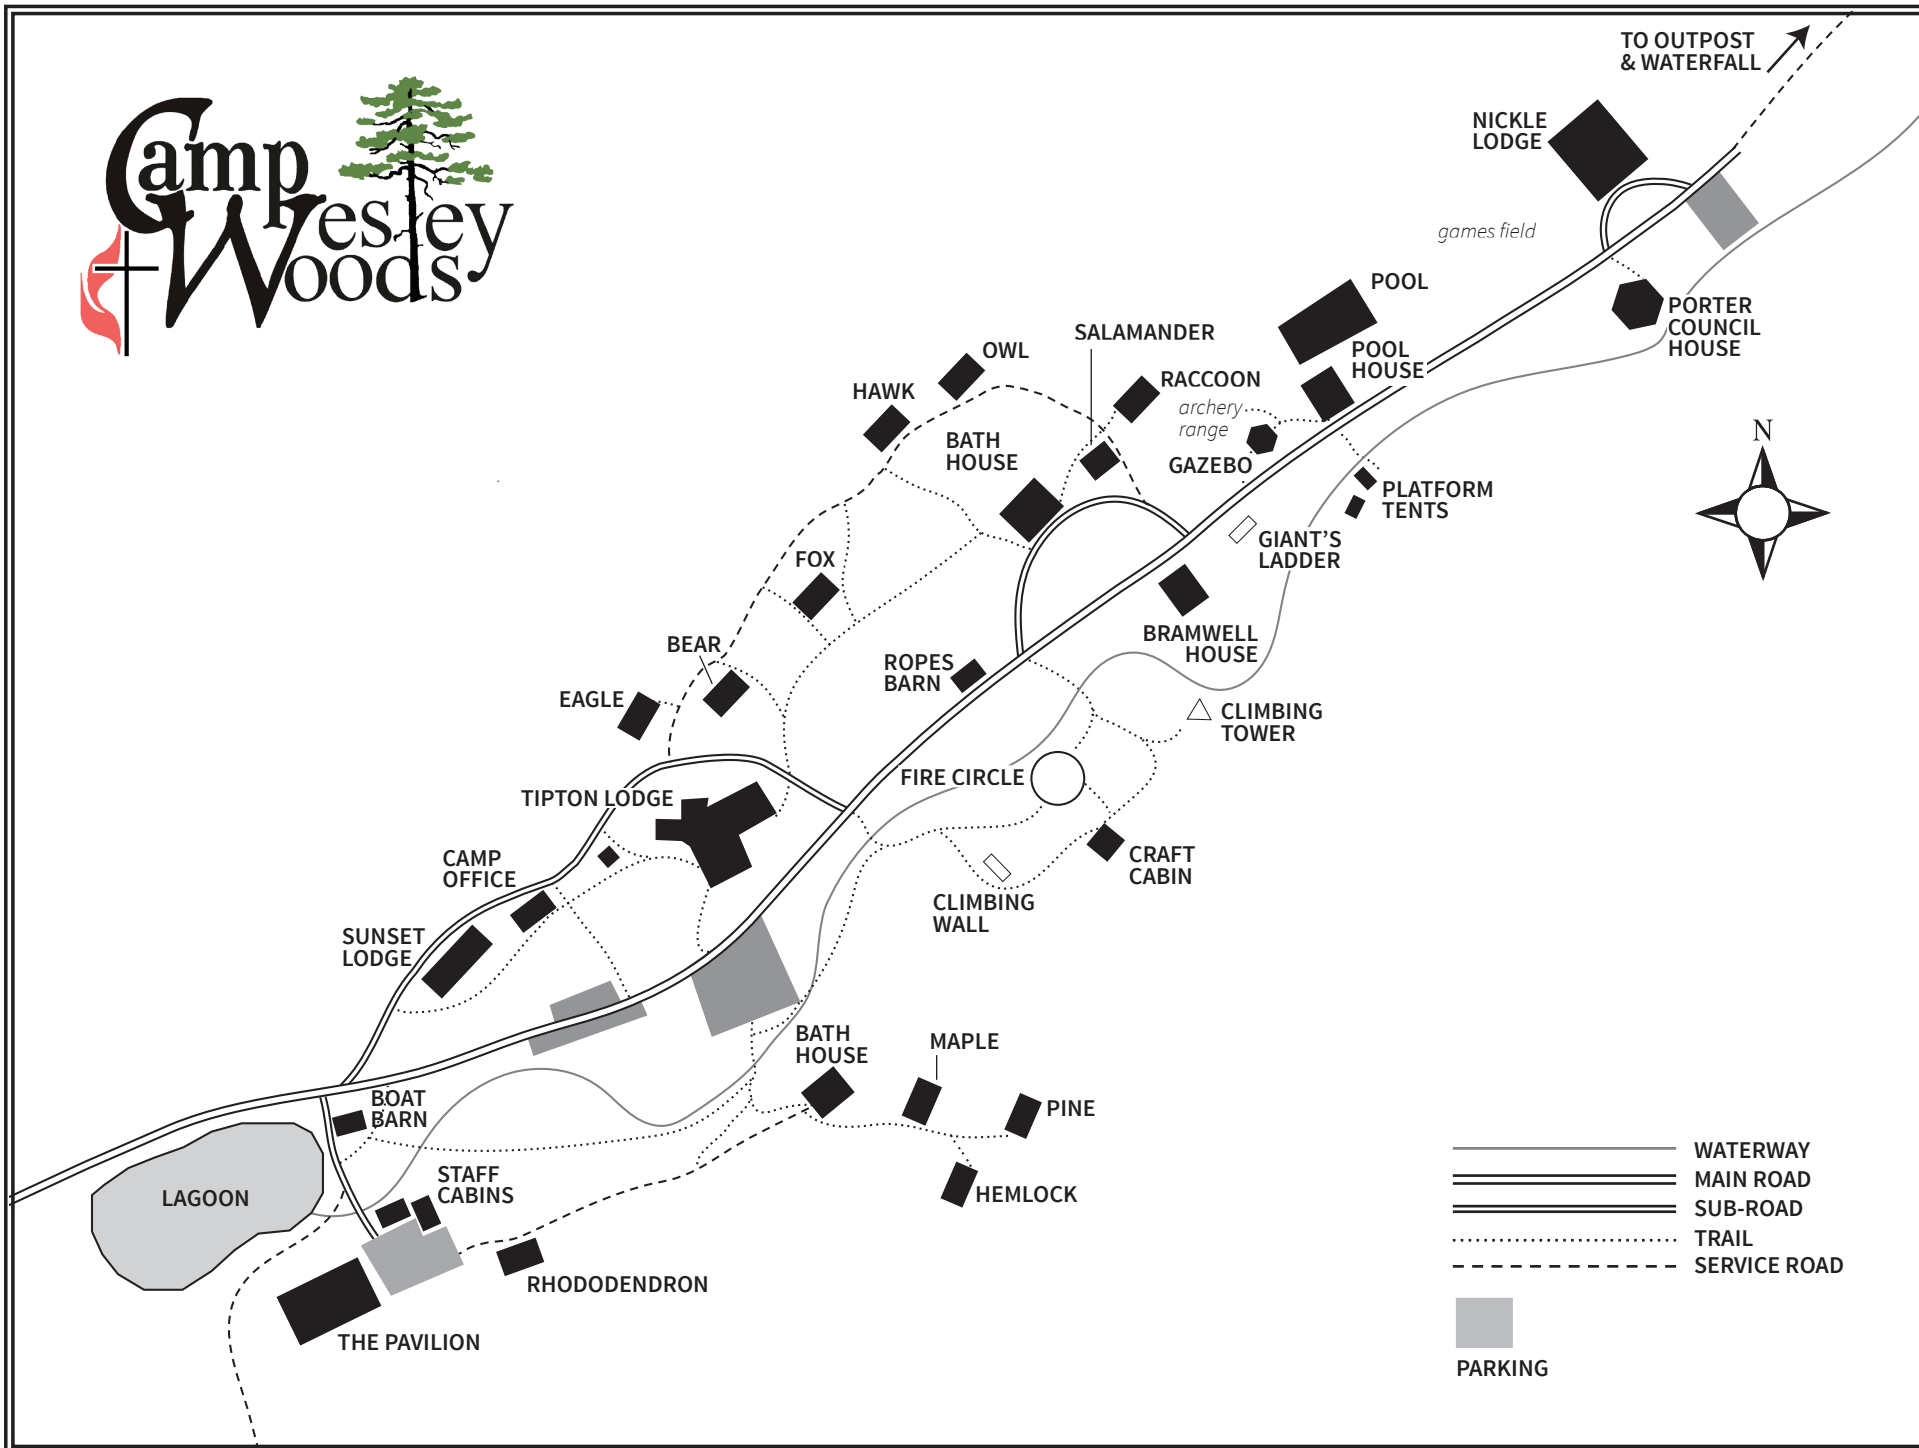 TO OUTPOST
& WATERFALL
Camp
Wesley
Woods
NICKLE
LODGE
games field
POOL
PORTER
COUNCIL
HOUSE
SALAMANDER
OWL
POOL
HOUSE
RACCOON
HAWK
archery
range
BATH
HOUSE
GAZEBO
N
PLATFORM
TENTS
GIANT'S
LADDER
FOX
BEAR
BRAMWELL
HOUSE
ROPES
BARN
EAGLE
CLIMBING
TOWER
FIRE CIRCLE
TIPTON LODGE
CAMP
OFFICE
CRAFT
CABIN
CLIMBING
WALL
SUNSET
LODGE
BATH
HOUSE
MAPLE
BOAT
BARN
PINE
STAFF
CABINS
LAGOON
HEMLOCK
RHODODENDRON
THE PAVILION
WATERWAY
MAIN ROAD
SUB-ROAD
TRAIL
SERVICE ROAD
PARKING